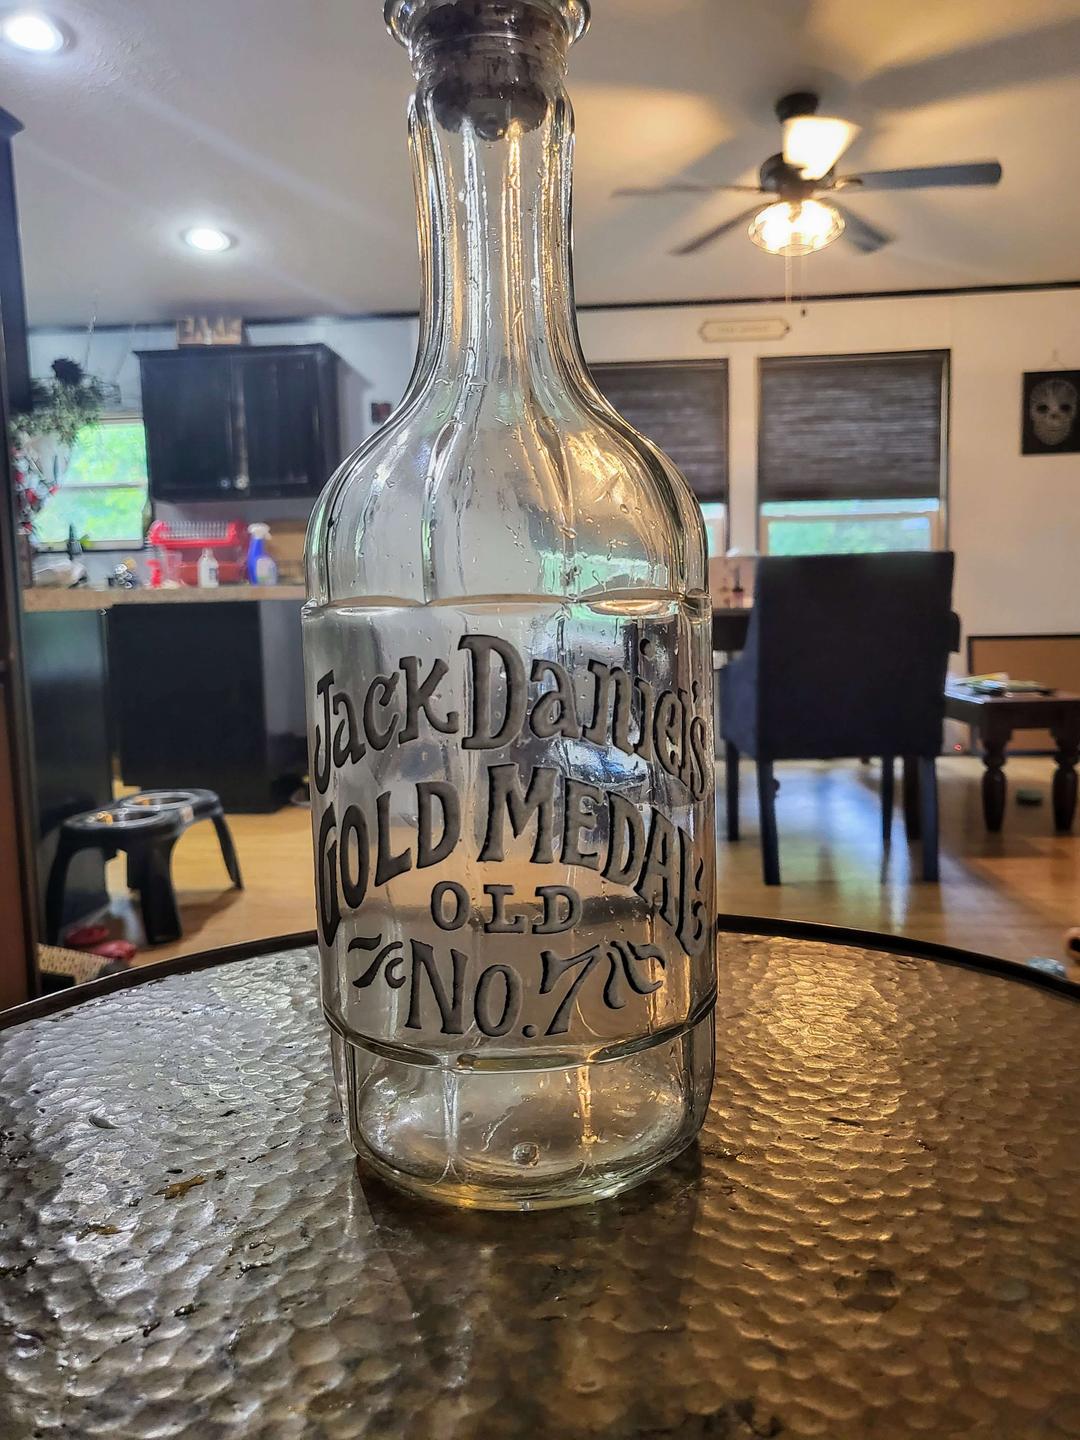 Jack Daniel's
GOLD MEDAL
OLD
No. 7